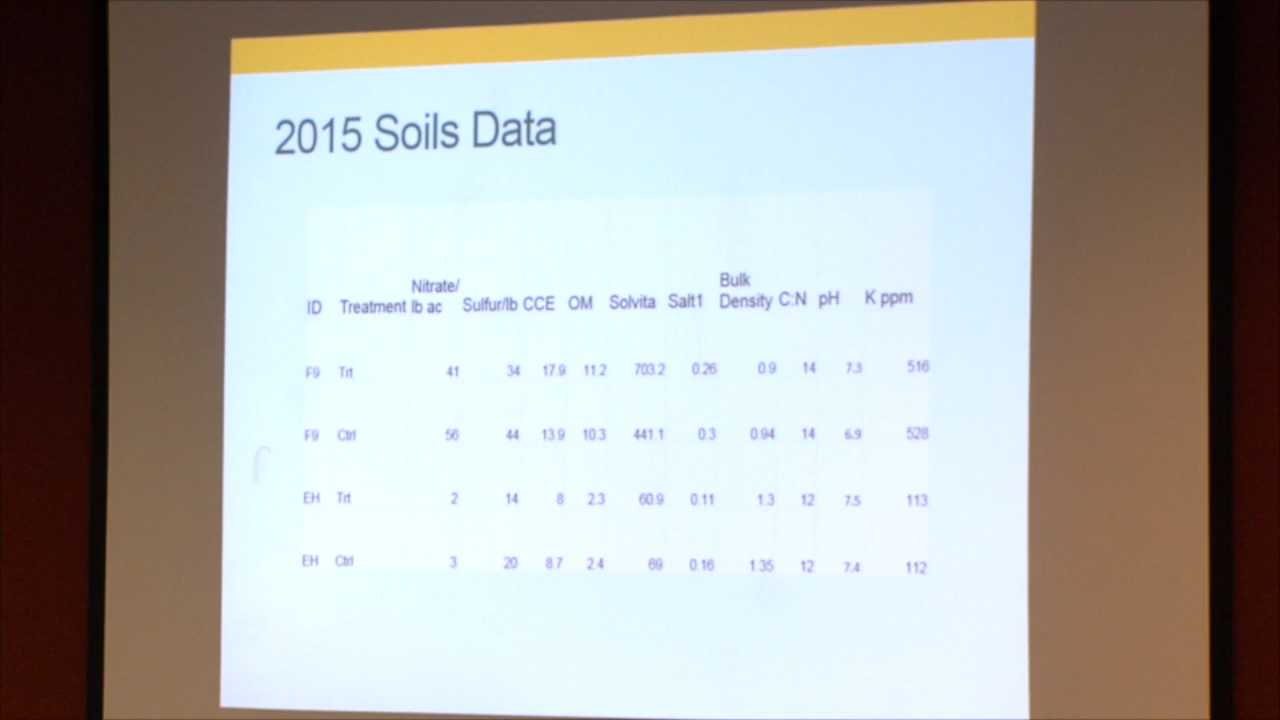 2015 Soils Data
ID Treatment Nitrate/ lb ac Sulfur/lb CCE OM Solvita Salt1 Bulk Density C:N pH K ppm
F9 Trt 41 34 17.9 11.2 703.2 0.26 0.9 14 7.3 516
F9 Ctrl 56 44 13.9 10.3 441.1 0.3 0.94 14 6.9 528
EH Trt 2 14 8 2.3 60.9 0.11 1.3 12 7.5 113
EH Ctrl 3 20 8.7 2.4 69 0.16 1.35 12 7.4 112